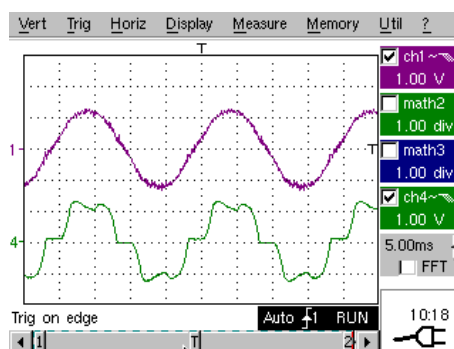 Vert Trig Horiz Display Measure Memory Util ?
T
ch1~
1.00 V
math2
1.00 div
1
T
math3
1.00 div
ch4~
1.00 V
4
5.00ms
FFT
Trig on edge
Auto 1 RUN
10:18
1 .T 2